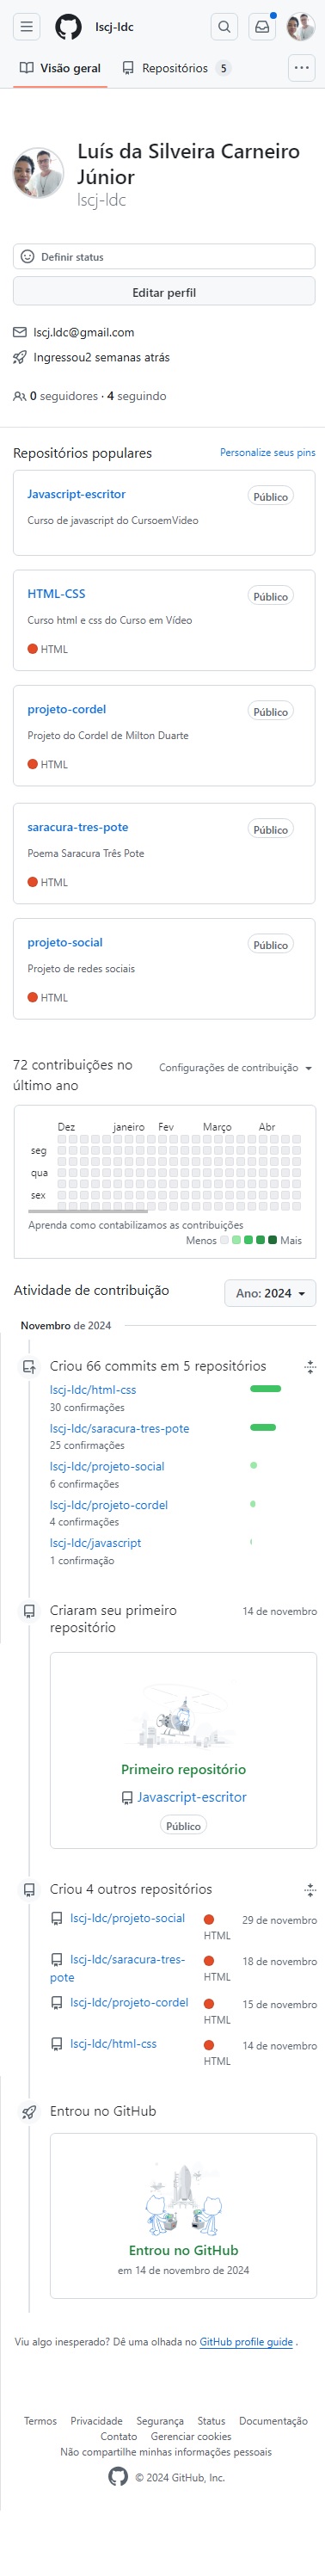 lscj-ldc
Visão geral
Repositórios 5
Luís da Silveira Carneiro
Júnior
lscj-ldc
Definir status
Editar perfil
lscj.ldc@gmail.com
Ingressou2 semanas atrás
0 seguidores · 4 seguindo
Repositórios populares
Personalize seus pins
Javascript-escritor
Público
Curso de javascript do CursoemVideo
HTML-CSS
Público
Curso html e css do Curso em Vídeo
HTML
projeto-cordel
Público
Projeto do Cordel de Milton Duarte
HTML
saracura-tres-pote
Público
Poema Saracura Três Pote
HTML
projeto-social
Público
Projeto de redes sociais
HTML
72 contribuições no
último ano
Configurações de contribuição
Dez janeiro Fev Março Abr
seg
qua
sex
Aprenda como contabilizamos as contribuições
Menos Mais
Atividade de contribuição
Ano: 2024
Novembro de 2024
Criou 66 commits em 5 repositórios
lscj-ldc/html-css
30 confirmações
lscj-ldc/saracura-tres-pote
25 confirmações
lscj-ldc/projeto-social
6 confirmações
lscj-ldc/projeto-cordel
4 confirmações
lscj-ldc/javascript
1 confirmação
Criaram seu primeiro
repositório
14 de novembro
Primeiro repositório
Javascript-escritor
Público
Criou 4 outros repositórios
lscj-ldc/projeto-social
HTML
29 de novembro
lscj-ldc/saracura-tres-
pote
HTML
18 de novembro
lscj-ldc/projeto-cordel
HTML
15 de novembro
lscj-ldc/html-css
HTML
14 de novembro
Entrou no GitHub
Entrou no GitHub
em 14 de novembro de 2024
Viu algo inesperado? Dê uma olhada no GitHub profile guide .
Termos Privacidade Segurança Status Documentação
Contato Gerenciar cookies
Não compartilhe minhas informações pessoais
© 2024 GitHub, Inc.